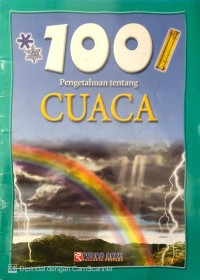 100
Pengetahuan tentang
CUACA
Dipindai dengan CamScanner